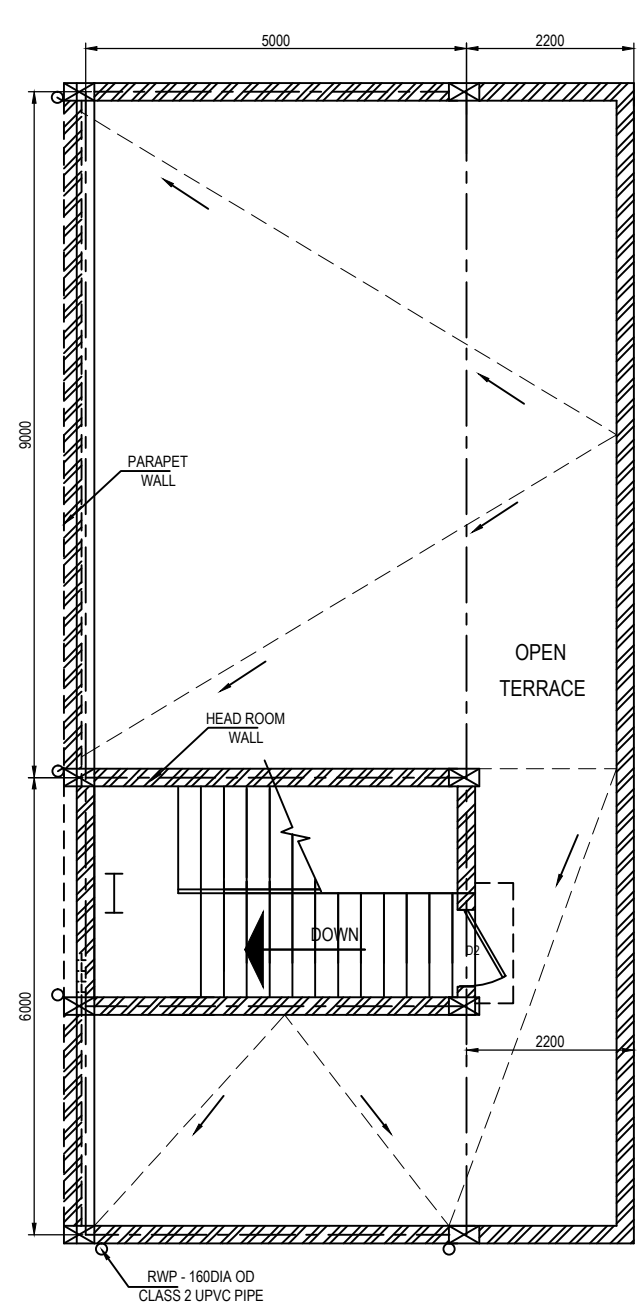 5000
2200
9000
PARAPET
WALL
OPEN
TERRACE
HEAD ROOM
WALL
DOWN
D2
6000
2200
RWP - 160DIA OD
CLASS 2 UPVC PIPE